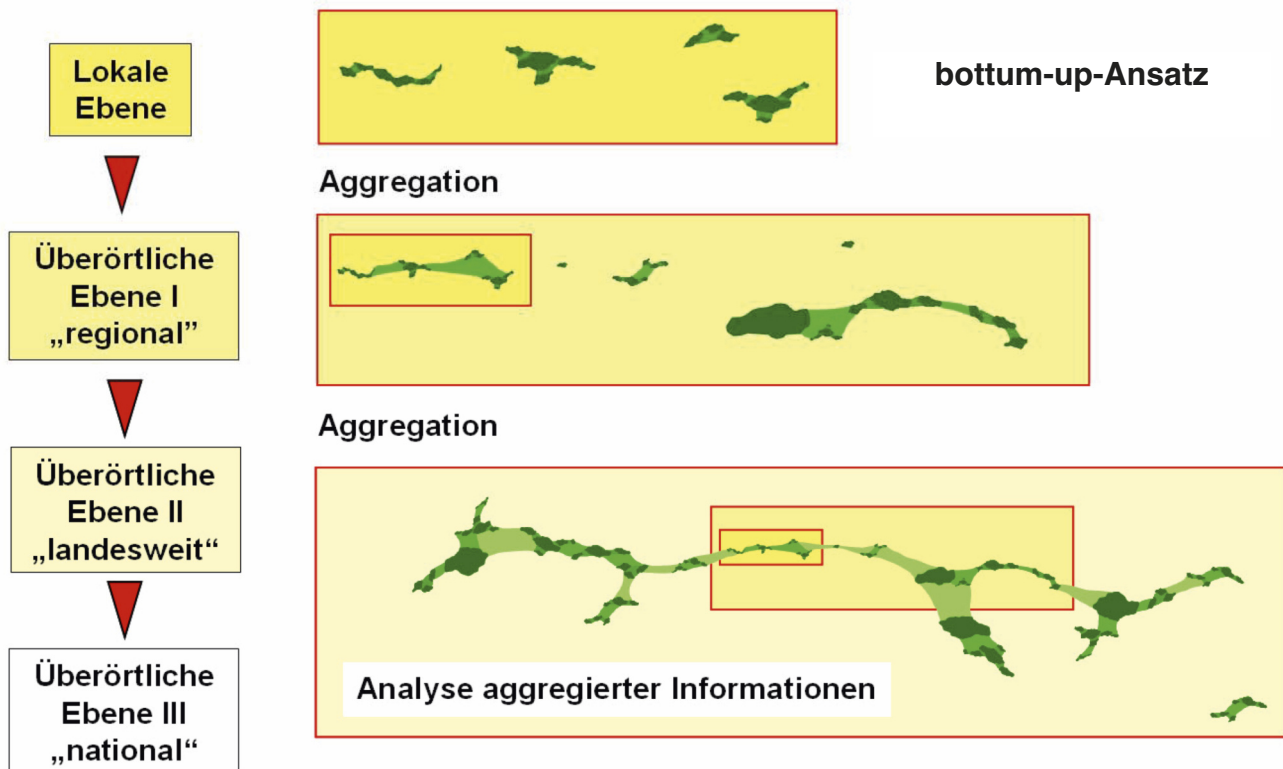 Lokale
Ebene
bottum-up-Ansatz
Aggregation
Überörtliche
Ebene I
„regional”
Aggregation
Überörtliche
Ebene II
„landesweit“
Analyse aggregierter Informationen
Überörtliche
Ebene III
„national“